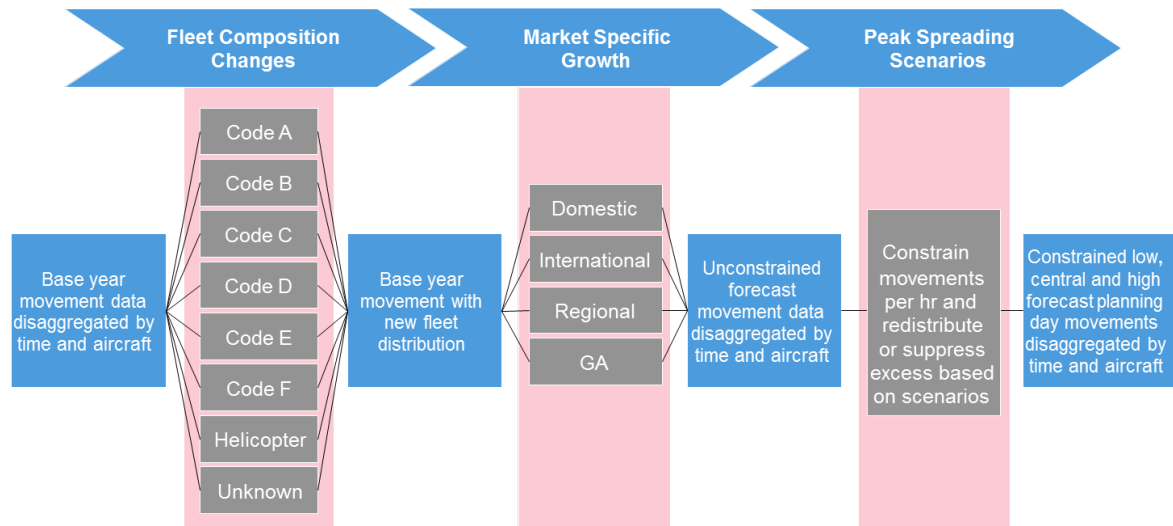 Fleet Composition
Changes
Market Specific
Growth
Peak Spreading
Scenarios
Base year
movement data
disaggregated by
time and aircraft
Code A
Code B
Code C
Code D
Code E
Code F
Helicopter
Unknown
Base year
movement with
new fleet
distribution
Domestic
International
Regional
GA
Unconstrained
forecast
movement data
disaggregated by
time and aircraft
Constrain
movements
per hr and
redistribute
or suppress
excess based
on scenarios
Constrained low,
central and high
forecast planning
day movements
disaggregated by
time and aircraft